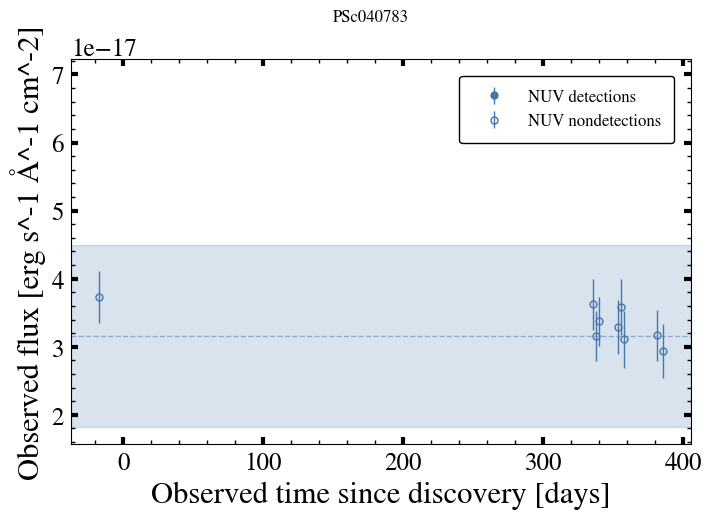 PSc040783
1e−17
7
6
5
4
3
2
NUV detections
NUV nondetections
Observed flux [erg s^-1 Å^-1 cm^-2]
0 100 200 300 400
Observed time since discovery [days]